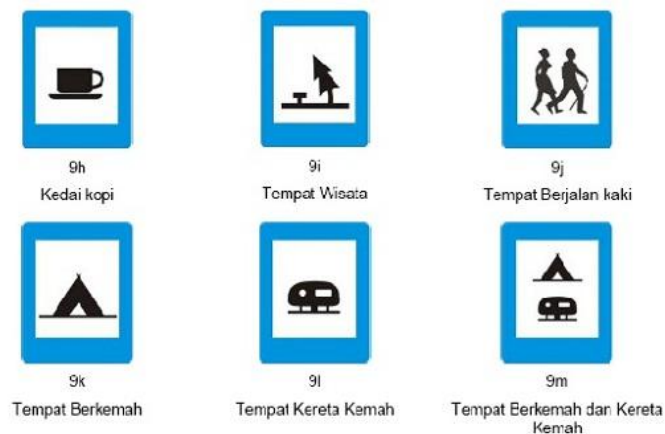 9h
Kedai kopi
9i
Tempat Wisata
9j
Tempat Berjalan kaki
9k
Tempat Berkemah
9l
Tempat Kereta Kemah
9m
Tempat Berkemah dan Kereta
Kemah